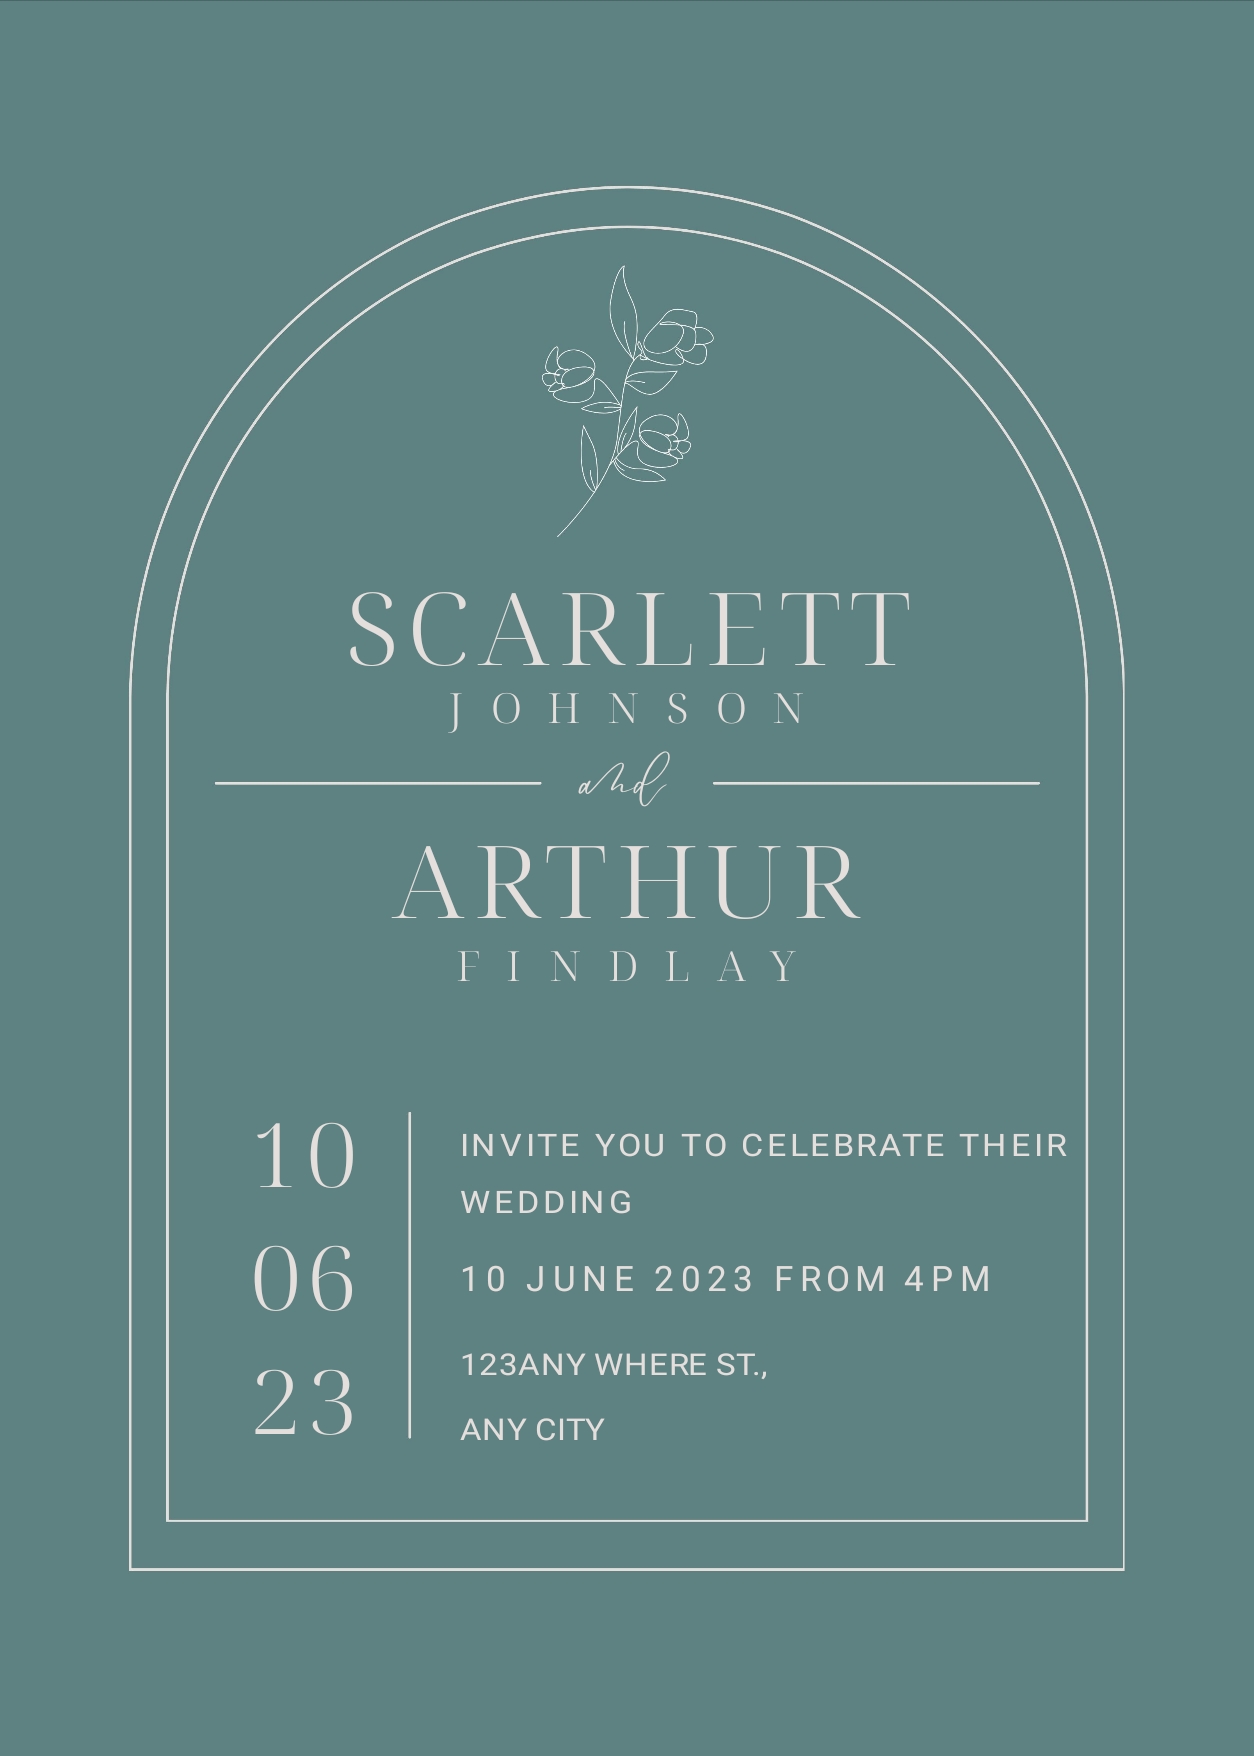 SCARLETT
JOHNSON
and
ARTHUR
FINDLAY
10
06
23
INVITE YOU TO CELEBRATE THEIR
WEDDING
10 JUNE 2023 FROM 4PM
123ANY WHERE ST.,
ANY CITY